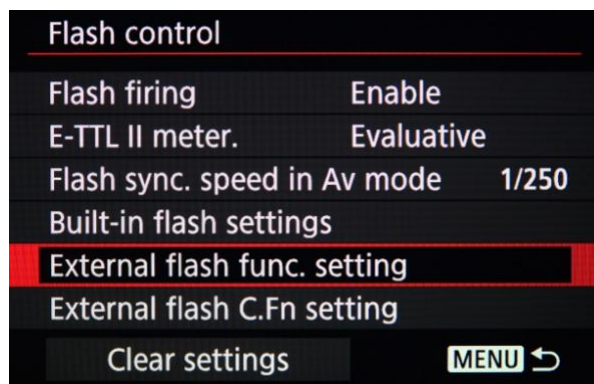 Flash control
Flash firing Enable
E-TTL II meter. Evaluative
Flash sync. speed in Av mode 1/250
Built-in flash settings
External flash func. setting
External flash C.Fn setting
Clear settings MENU